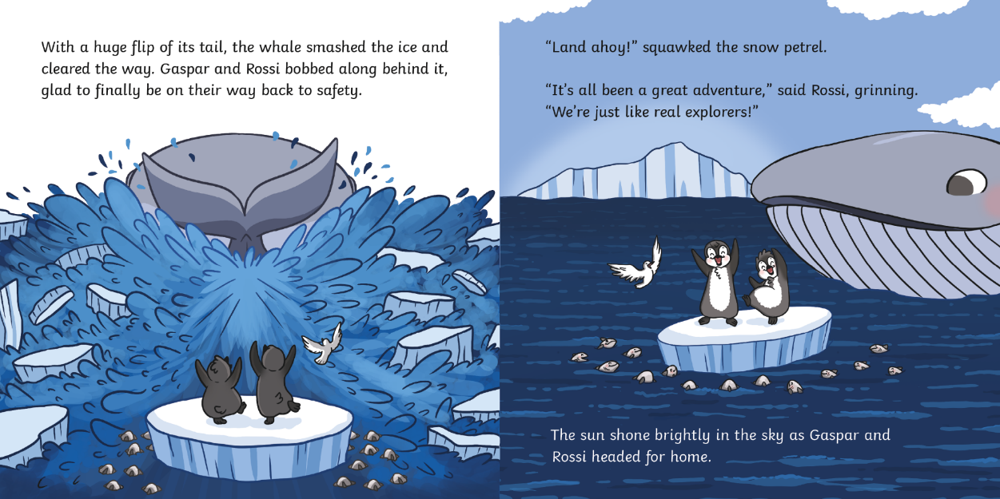 With a huge flip of its tail, the whale smashed the ice and
cleared the way. Gaspar and Rossi bobbed along behind it,
glad to finally be on their way back to safety.
“Land ahoy!” squawked the snow petrel.
“It’s all been a great adventure,” said Rossi, grinning.
“We’re just like real explorers!”
The sun shone brightly in the sky as Gaspar and
Rossi headed for home.